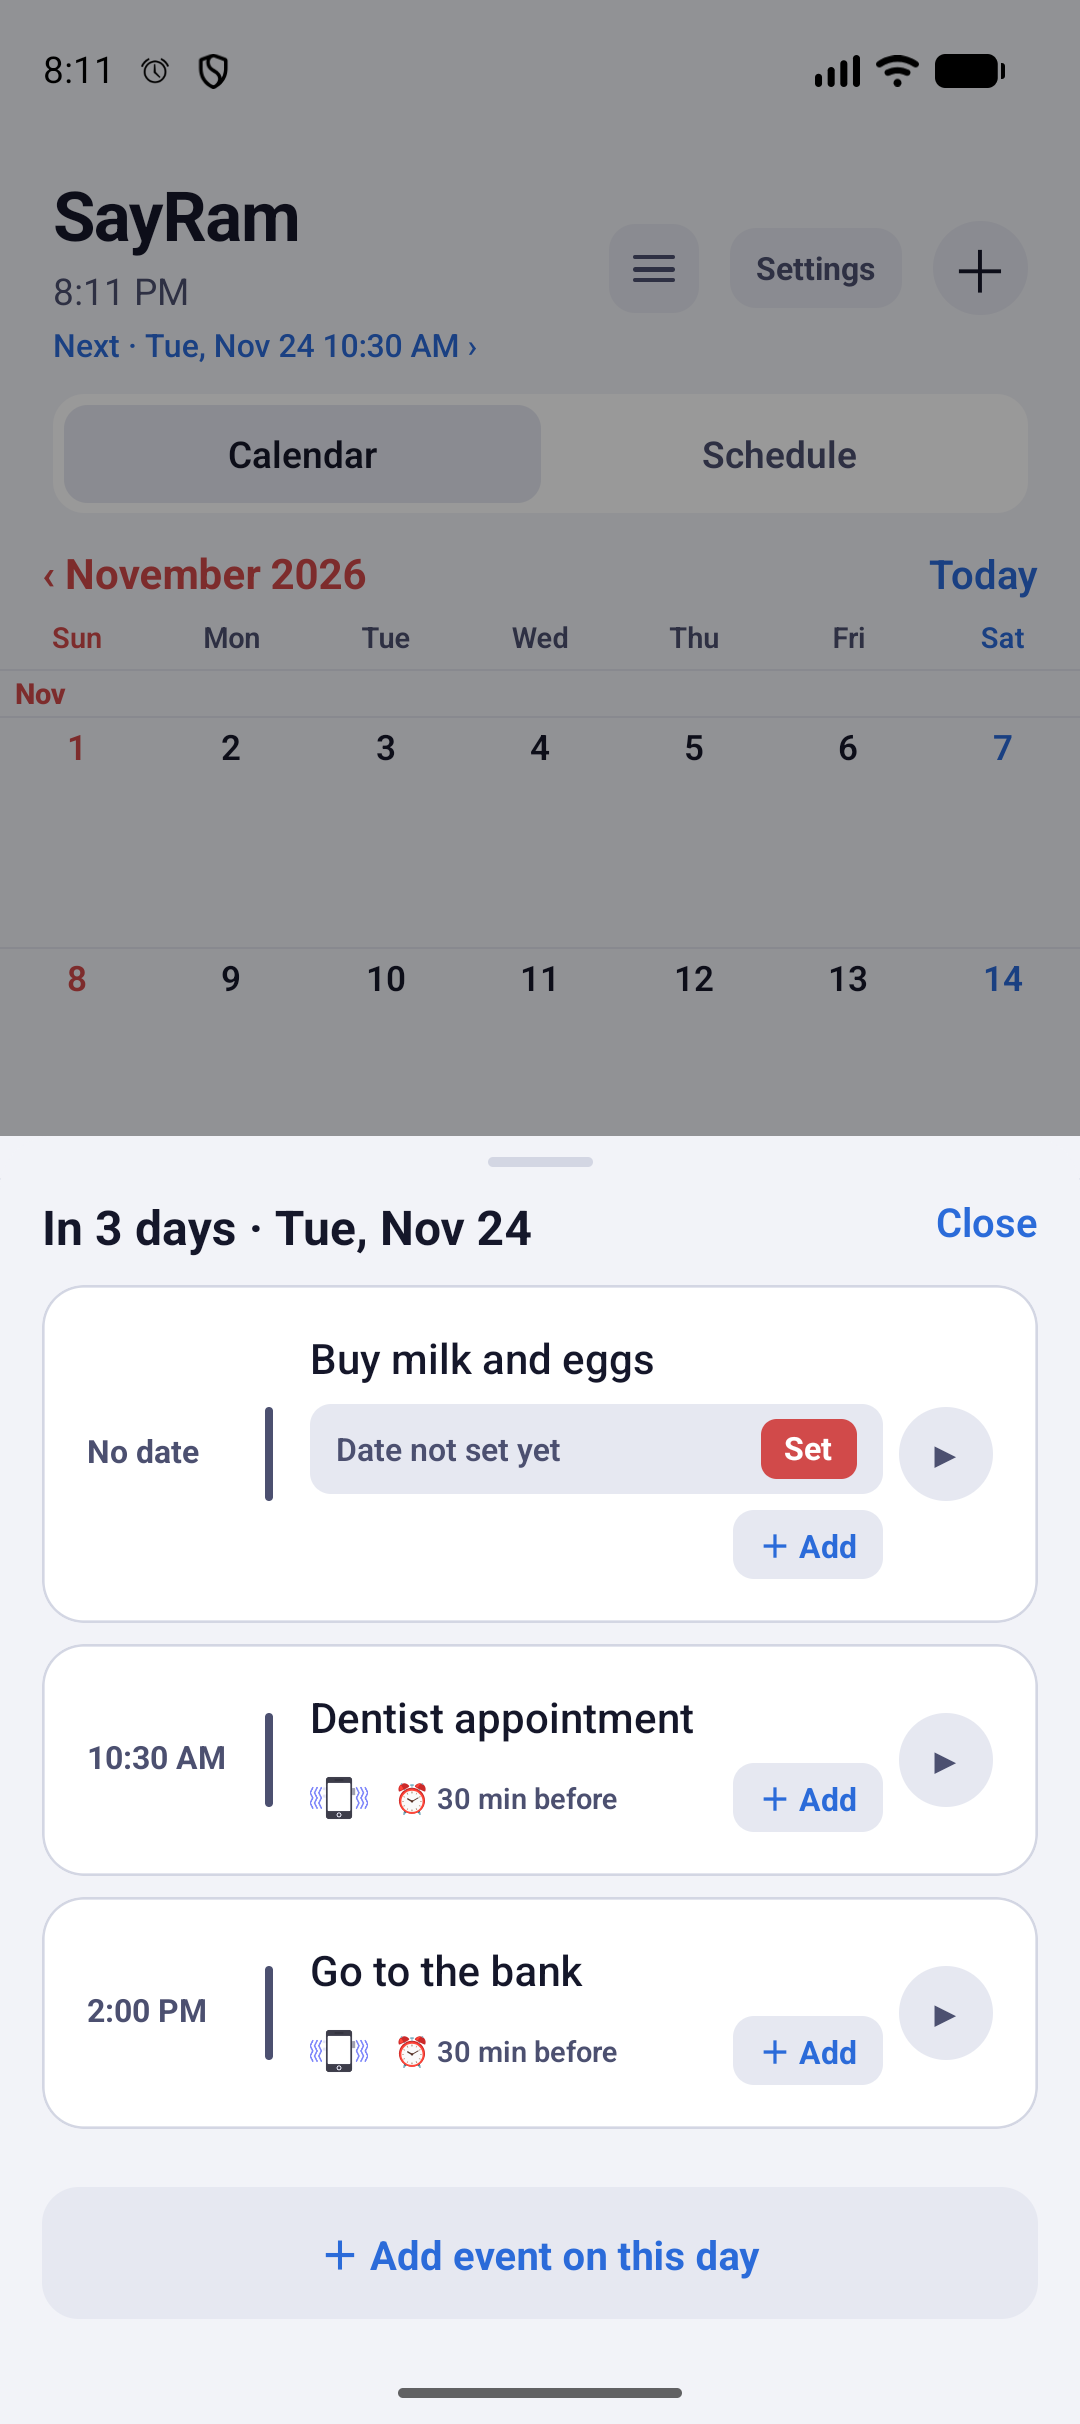 8:11
SayRam
8:11 PM
Next · Tue, Nov 24 10:30 AM ›
Settings
Calendar
Schedule
‹ November 2026
Today
Sun Mon Tue Wed Thu Fri Sat
Nov
1 2 3 4 5 6 7
8 9 10 11 12 13 14
In 3 days · Tue, Nov 24
Close
Buy milk and eggs
No date
Date not set yet
Set
+ Add
Dentist appointment
10:30 AM
⏰ 30 min before
+ Add
Go to the bank
2:00 PM
⏰ 30 min before
+ Add
+ Add event on this day